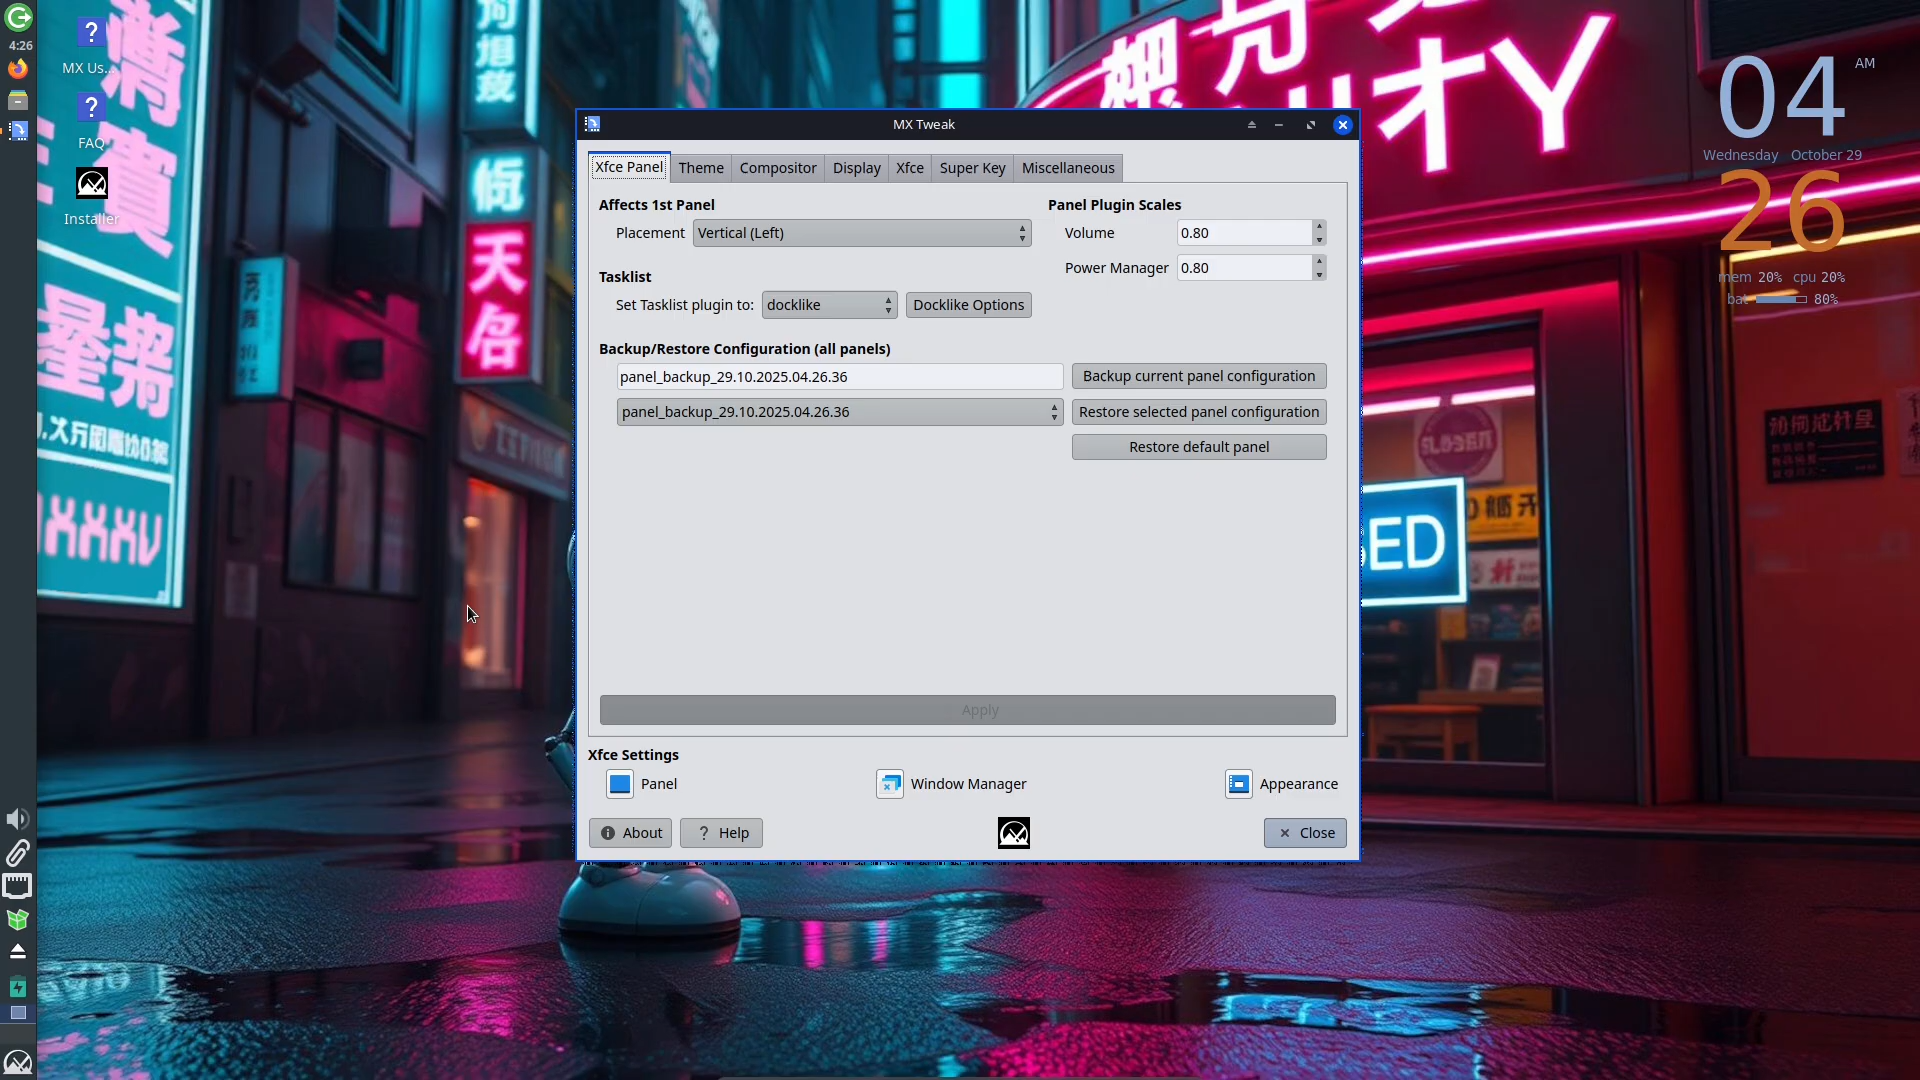 4:26
MX Us...
FAQ
Installer
MX Tweak
Xfce Panel
Theme
Compositor
Display
Xfce
Super Key
Miscellaneous
Affects 1st Panel
Placement
Vertical (Left)
Tasklist
Set Tasklist plugin to:
docklike
Docklike Options
Panel Plugin Scales
Volume
0.80
Power Manager
0.80
Backup/Restore Configuration (all panels)
panel_backup_29.10.2025.04.26.36
Backup current panel configuration
panel_backup_29.10.2025.04.26.36
Restore selected panel configuration
Restore default panel
Apply
Xfce Settings
Panel
Window Manager
Appearance
About
? Help
Close
04 AM
Wednesday October 29
26
mem 20% cpu 20%
bat 80%
天
ED